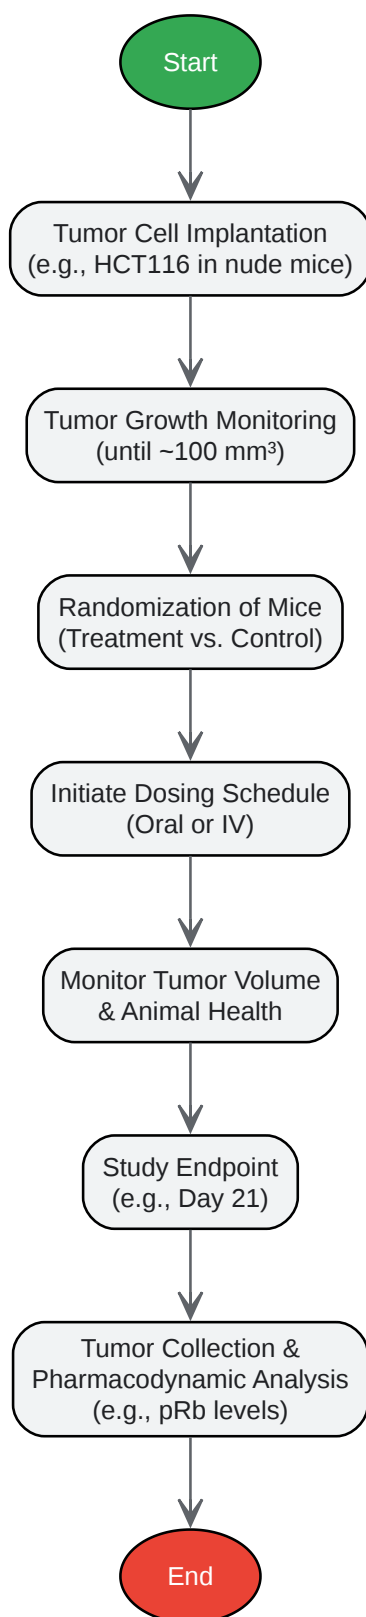 Start
Tumor Cell Implantation
(e.g., HCT116 in nude mice)
Tumor Growth Monitoring
(until ~100 mm³)
Randomization of Mice
(Treatment vs. Control)
Initiate Dosing Schedule
(Oral or IV)
Monitor Tumor Volume
& Animal Health
Study Endpoint
(e.g., Day 21)
Tumor Collection &
Pharmacodynamic Analysis
(e.g., pRb levels)
End